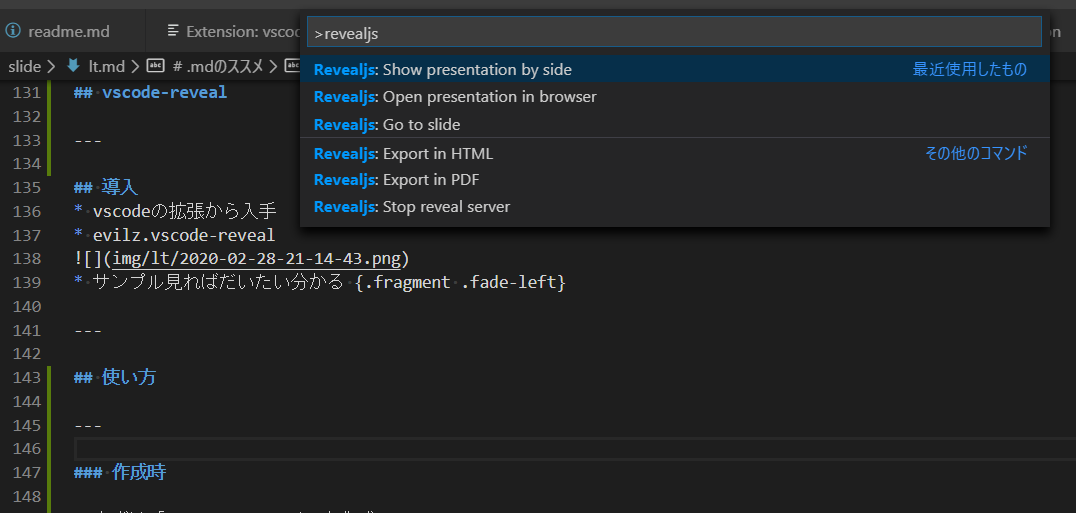 readme.md
Extension: vscod
on
>revealjs
slide > lt.md > # .mdのススメ >
Revealjs: Show presentation by side 最近使用したもの
Revealjs: Open presentation in browser
Revealjs: Go to slide
Revealjs: Export in HTML その他のコマンド
Revealjs: Export in PDF
Revealjs: Stop reveal server
131 ## vscode-reveal
132
133 ---
134
135 ## 導入
136 * vscodeの拡張から入手
137 * evilz.vscode-reveal
138 ![](img/lt/2020-02-28-21-14-43.png)
139 * サンプル見ればだいたい分かる {.fragment .fade-left}
140
141 ---
142
143 ## 使い方
144
145 ---
146
147 ### 作成時
148